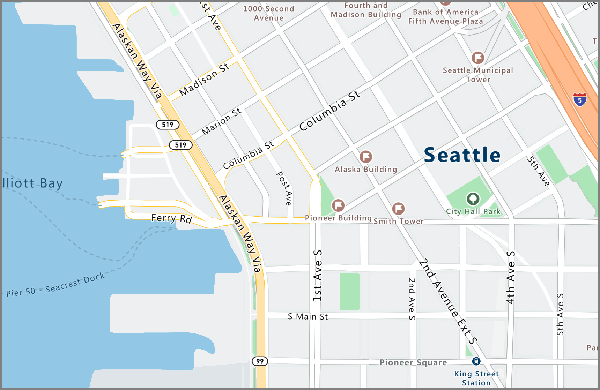 1000 Second
Avenue
Fourth and
Madison Building
Bank of America
Fifth Avenue Plaza
st Ave
Alaskan Way Via
Madison St
Seattle Municipal
Tower
5
519
Marion St
Columbia St
519
Columbia St
Seattle
5th Ave
Alaska Building
Post Ave
lliott Bay
Ferry Rd
Alaskan Way Via
Pioneer Building
Smith Tower
City Hall Park
Pier 50 - Seacrest Dock
1st Ave S
2nd Avenue Ext S
2nd Ave S
4th Ave S
5th Ave S
S Main St
99
Pioneer Square
King Street
Station